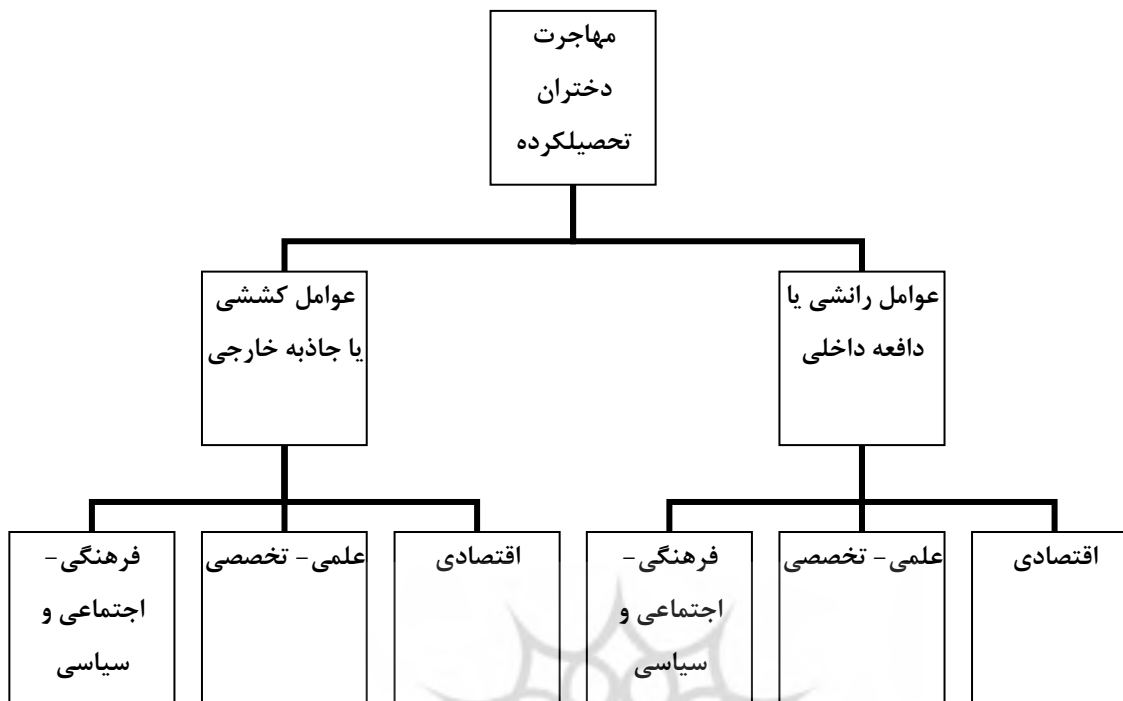 مهاجرت
دختران
تحصیلکرده
عوامل رانشی یا
دافعه داخلی
عوامل کششی
یا جاذبه خارجی
اقتصادی
علمی- تخصصی
فرهنگی-
اجتماعی و
سیاسی
اقتصادی
علمی- تخصصی
فرهنگی-
اجتماعی و
سیاسی